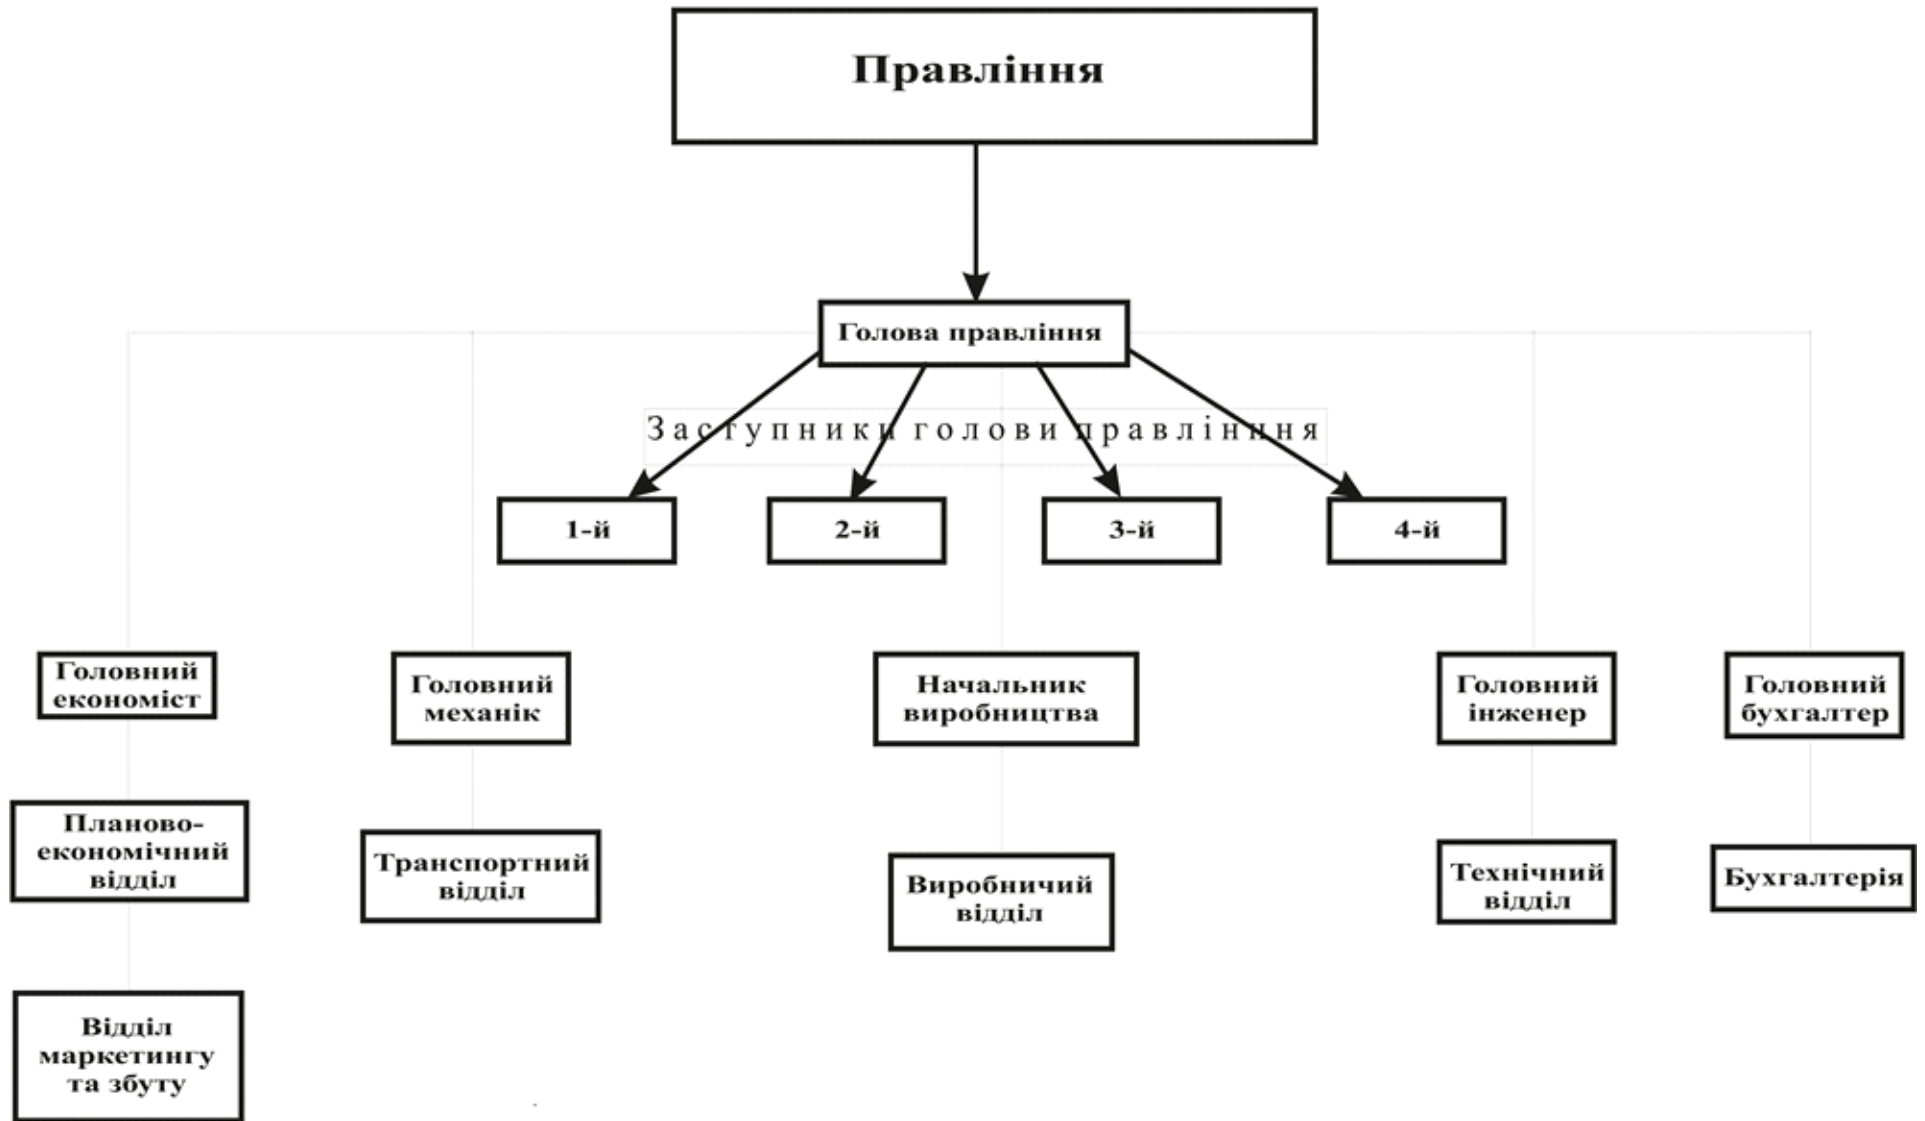 Правління
Голова правління
Заступники голови правлінння
1-й
2-й
3-й
4-й
Головний
економіст
Головний
механік
Начальник
виробництва
Головний
інженер
Головний
бухгалтер
Планово-
економічний
відділ
Транспортний
відділ
Виробничий
відділ
Технічний
відділ
Бухгалтерія
Відділ
маркетингу
та збуту